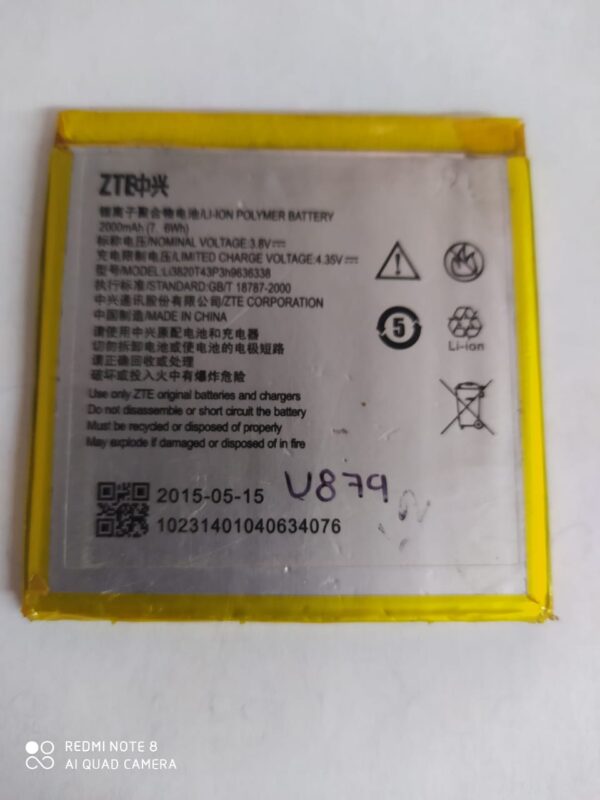 ZTE中兴
锂离子聚合物电池/LI-ION POLYMER BATTERY
2000mAh (7. 6Wh)
标称电压/NOMINAL VOLTAGE:3.8V⎓
充电限制电压/LIMITED CHARGE VOLTAGE:4.35V⎓
型号/MODEL:Li3820T43P3h9636338
执行标准/STANDARD:GB/T 18787-2000
中兴通讯股份有限公司/ZTE CORPORATION
中国制造/MADE IN CHINA
请使用中兴原配电池和充电器
切勿拆卸电池或使电池的电极短路
请正确回收或处理
破坏或投入火中有爆炸危险
Use only ZTE original batteries and chargers
Do not disassemble or short circuit the battery
Must be recycled or disposed of properly
May explode if damaged or disposed of in fire
5
Li-ion
2015-05-15
U879
10231401040634076
REDMI NOTE 8
AI QUAD CAMERA